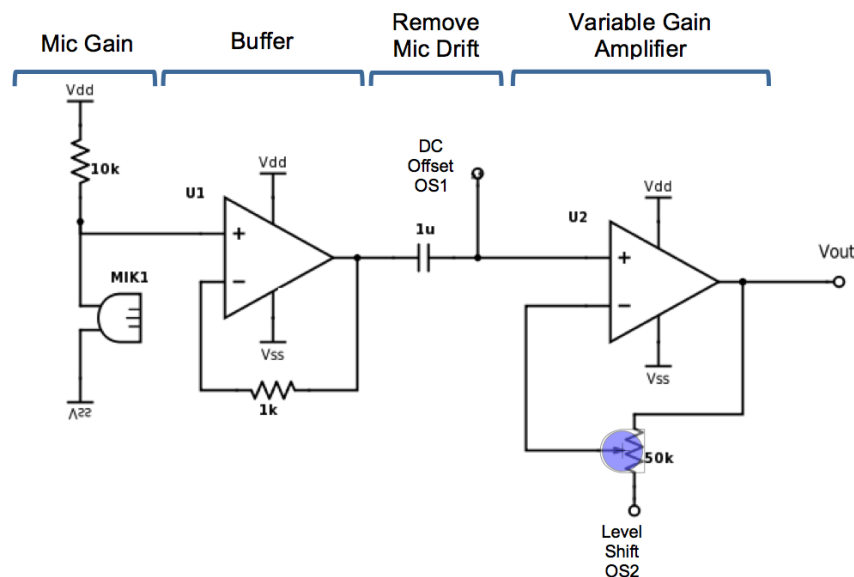 Mic Gain
Buffer
Remove
Mic Drift
Variable Gain
Amplifier
Vdd
10k
MIK1
Vss
U1
Vdd
+
−
Vss
1k
1u
DC
Offset
OS1
U2
Vdd
+
−
Vss
Vout
50k
Level
Shift
OS2